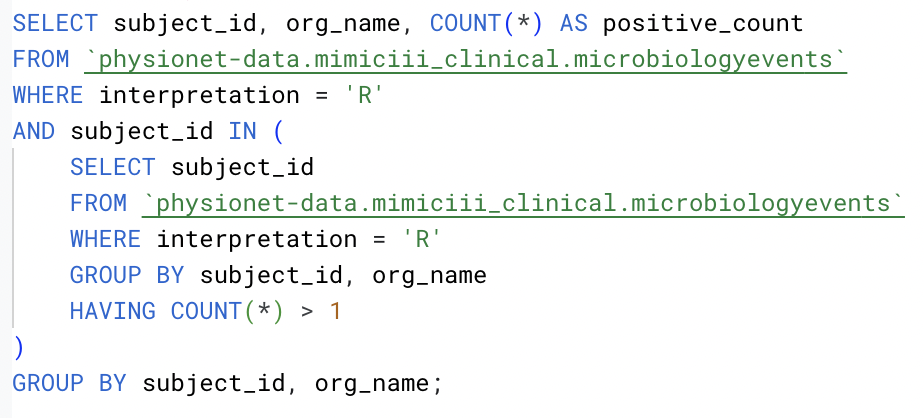 SELECT subject_id, org_name, COUNT(*) AS positive_count
FROM `physionet-data.mimiciii_clinical.microbiologyevents`
WHERE interpretation = 'R'
AND subject_id IN (
    SELECT subject_id
    FROM `physionet-data.mimiciii_clinical.microbiologyevents`
    WHERE interpretation = 'R'
    GROUP BY subject_id, org_name
    HAVING COUNT(*) > 1
)
GROUP BY subject_id, org_name;